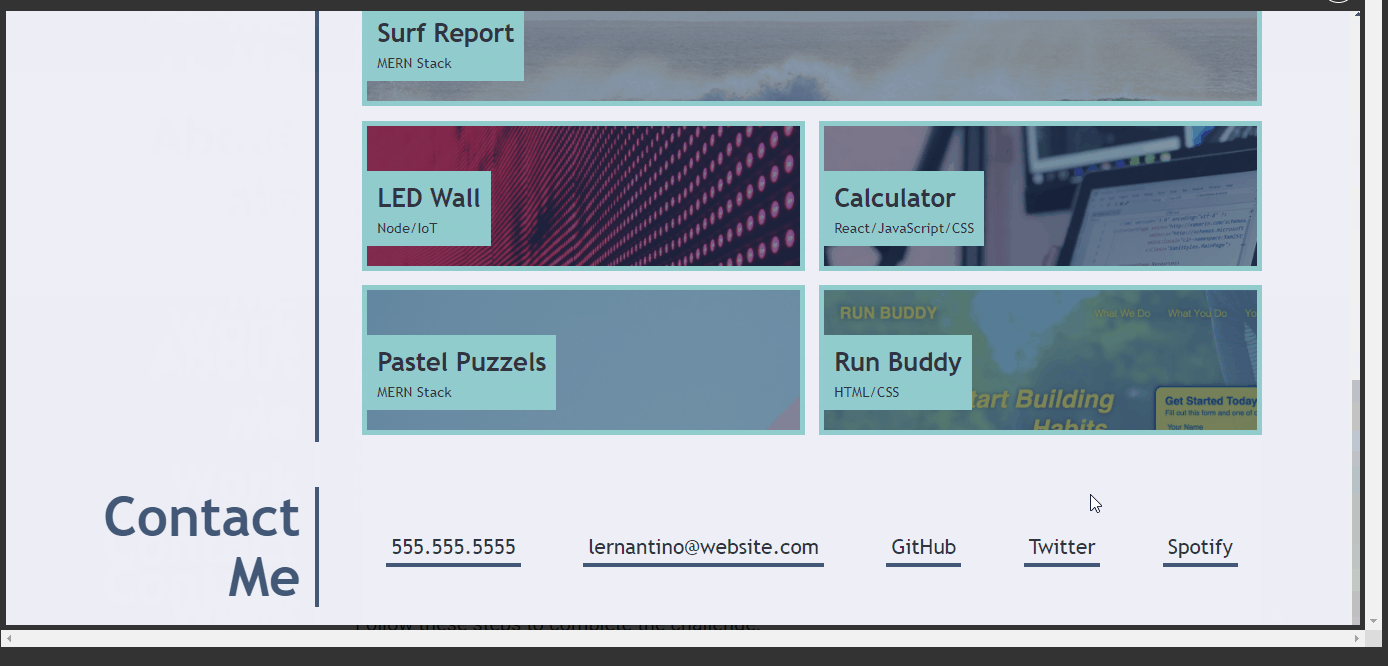 Surf Report
MERN Stack
LED Wall
Node/IoT
Calculator
React/JavaScript/CSS
Pastel Puzzels
MERN Stack
RUN BUDDY
What We Do What You Do Yo
Run Buddy
HTML/CSS
tart Building
Habits
Get Started Today
Fill out this form and one of
Your Name
Contact
Me
555.555.5555 lernantino@website.com GitHub Twitter Spotify
Follow these steps to complete the challenge.